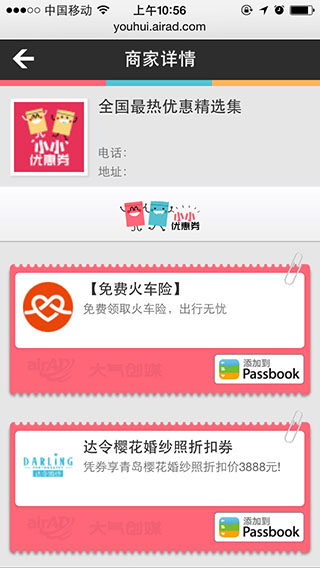 中国移动
上午10:56
youhui.airad.com
商家详情
小小
优惠券
全国最热优惠精选集
电话:
地址:
小小
优惠券
【免费火车险】
免费领取火车险，出行无忧
airAD
大气创媒
添加到
Passbook
DARLING
达令婚纱
达令樱花婚纱照折扣券
凭券享青岛樱花婚纱照折扣价3888元!
airAD
大气创媒
添加到
Passbook